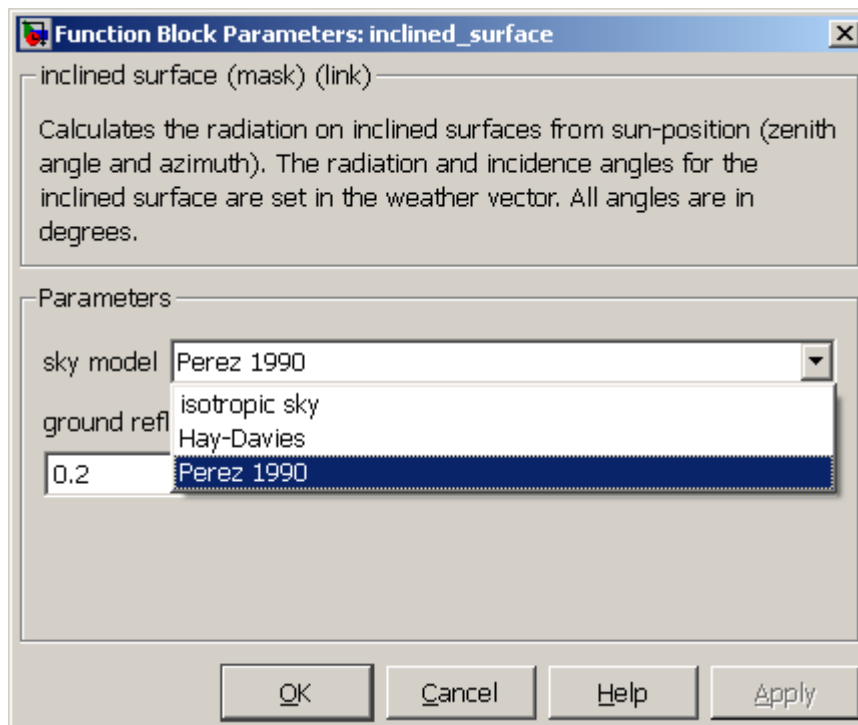 Function Block Parameters: inclined_surface
inclined surface (mask) (link)
Calculates the radiation on inclined surfaces from sun-position (zenith
angle and azimuth). The radiation and incidence angles for the
inclined surface are set in the weather vector. All angles are in
degrees.
Parameters
sky model Perez 1990
isotropic sky
ground refl
Hay-Davies
0.2
Perez 1990
OK Cancel Help Apply